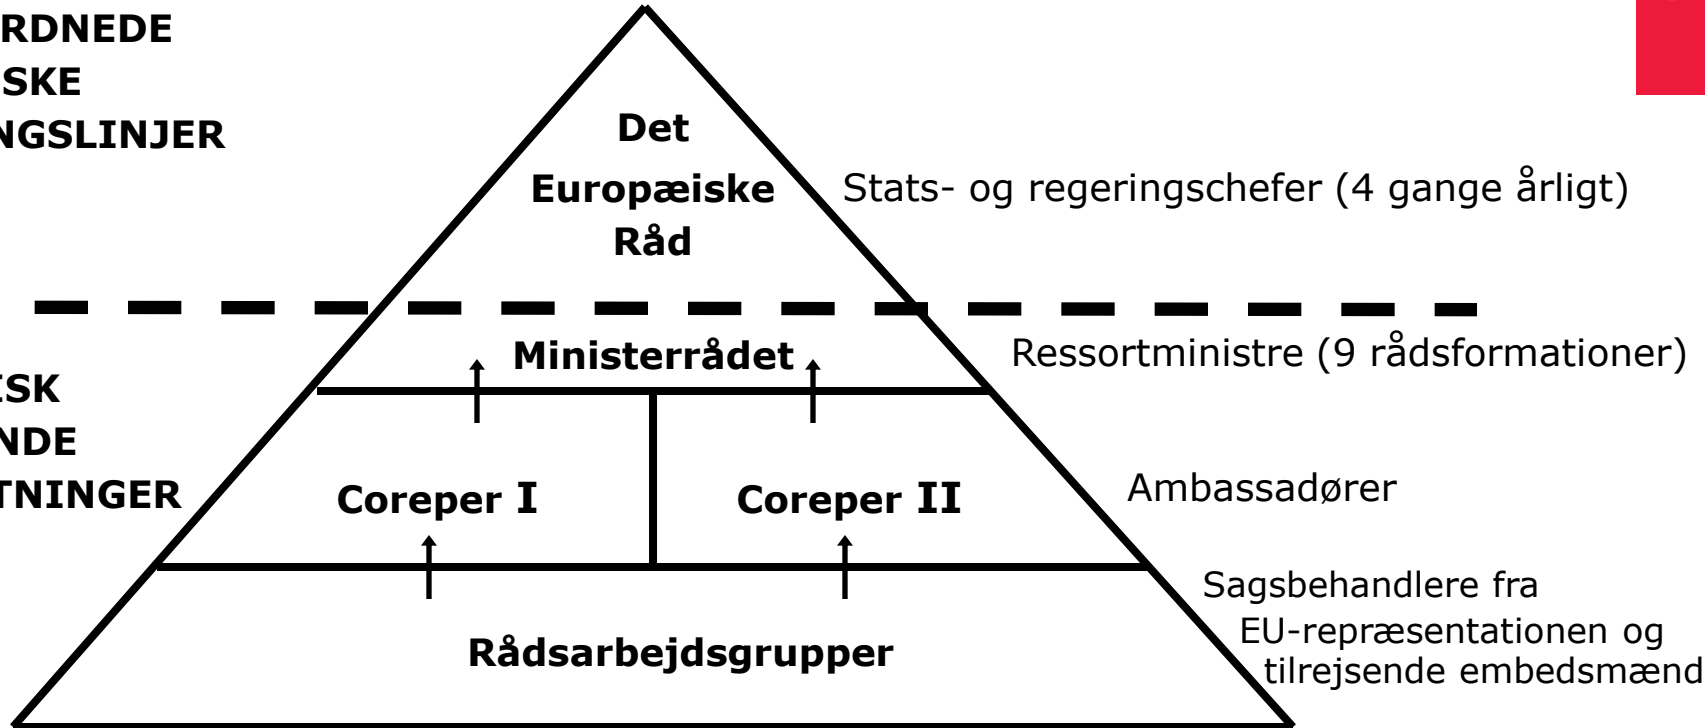 RDNEDE
SKE
NGSLINJER
Det
Europæiske
Råd
Stats- og regeringschefer (4 gange årligt)
Ministerrådet
Ressortministre (9 rådsformationer)
ISK
NDE
TNINGER
Coreper I
Coreper II
Ambassadører
Sagsbehandlere fra
EU-repræsentationen og
tilrejsende embedsmænd
Rådsarbejdsgrupper